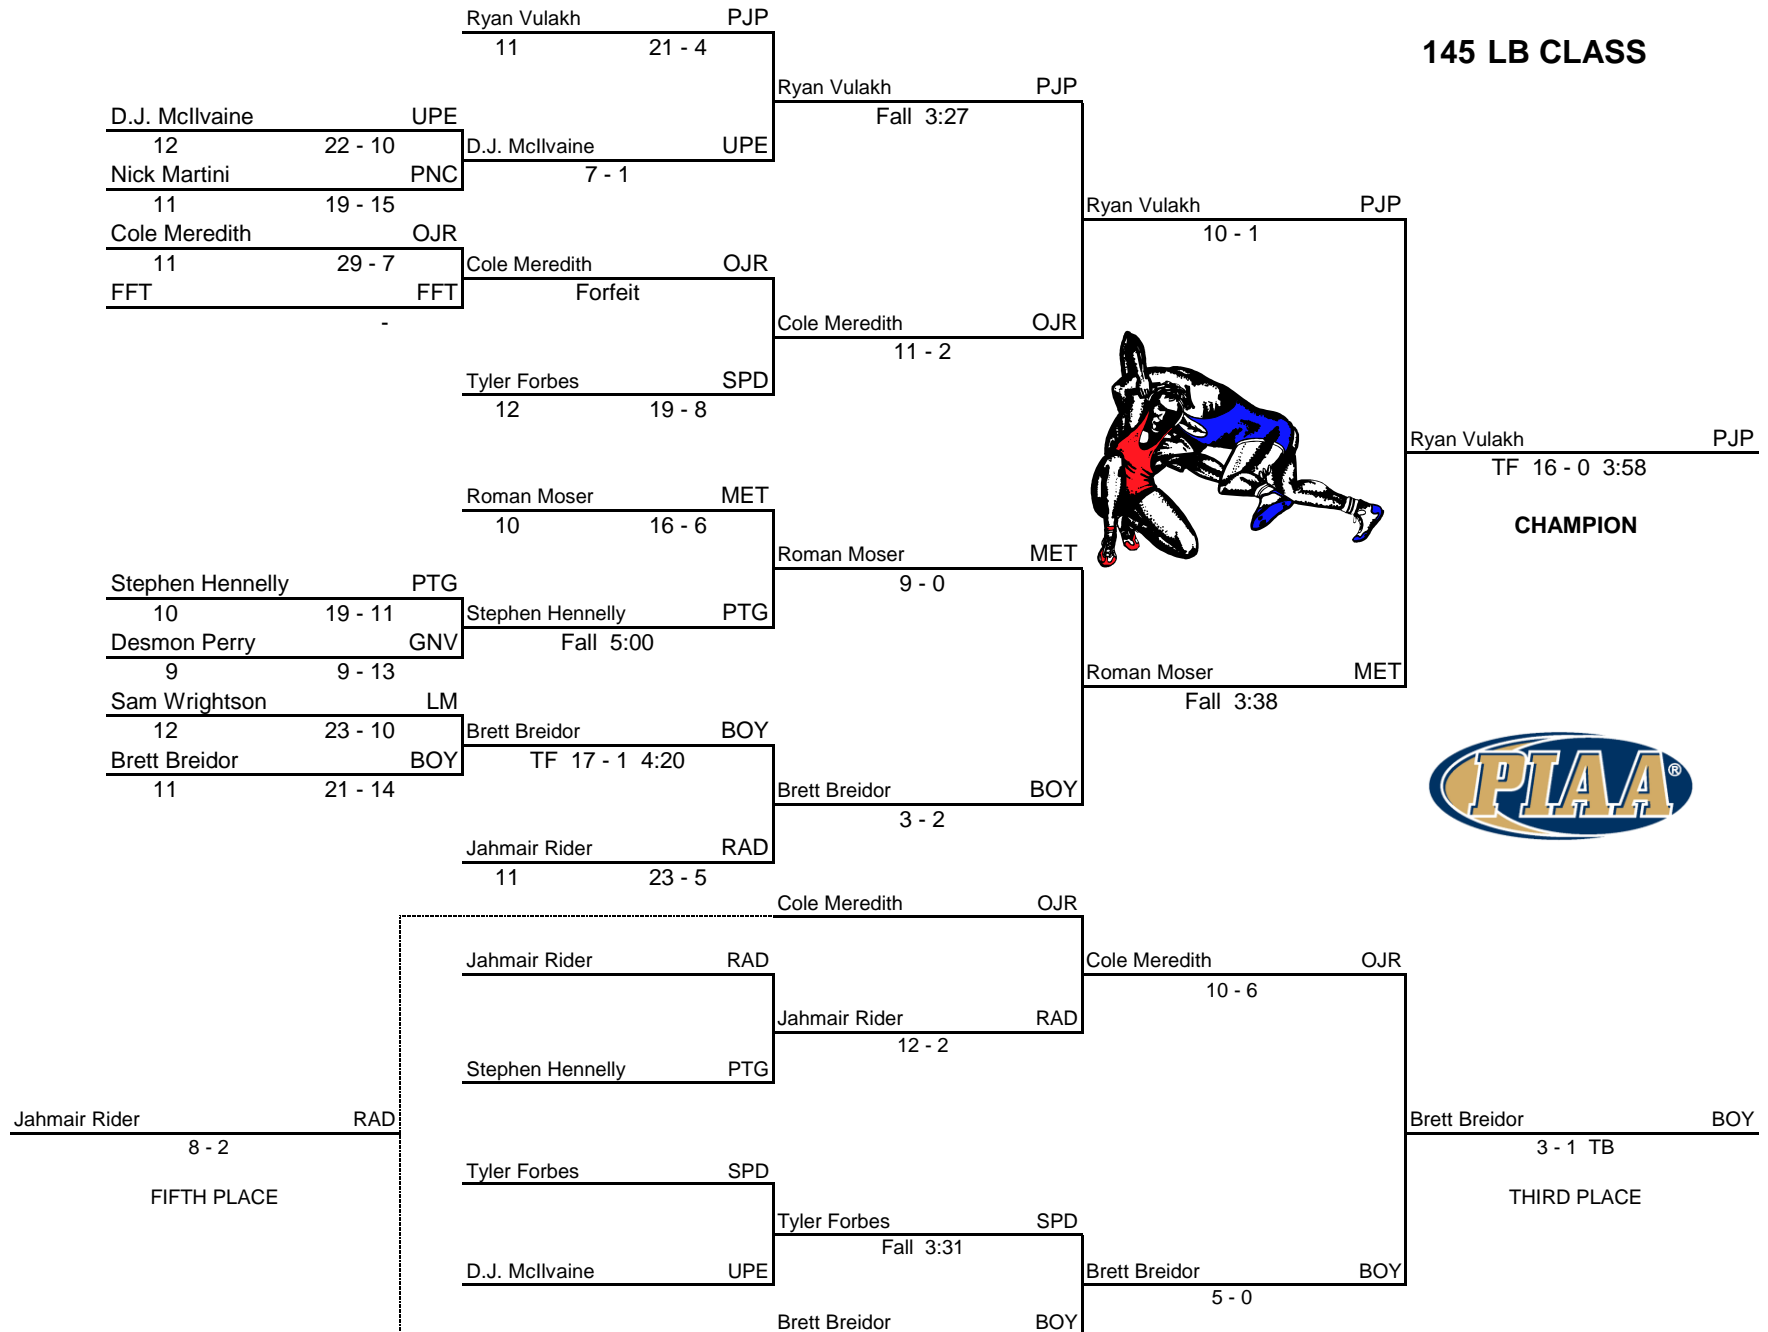 Ryan Vulakh PJP
11 21 - 4
145 LB CLASS
Ryan Vulakh PJP
Fall 3:27
D.J. McIlvaine UPE
12 22 - 10
D.J. McIlvaine UPE
7 - 1
Nick Martini PNC
11 19 - 15
Ryan Vulakh PJP
10 - 1
Cole Meredith OJR
11 29 - 7
Cole Meredith OJR
Forfeit
FFT FFT
-
Cole Meredith OJR
11 - 2
Tyler Forbes SPD
12 19 - 8
Ryan Vulakh PJP
TF 16 - 0 3:58
CHAMPION
Roman Moser MET
10 16 - 6
Roman Moser MET
9 - 0
Stephen Hennelly PTG
10 19 - 11
Stephen Hennelly PTG
Fall 5:00
Desmon Perry GNV
9 9 - 13
Roman Moser MET
Fall 3:38
Sam Wrightson LM
12 23 - 10
Brett Breidor BOY
TF 17 - 1 4:20
Brett Breidor BOY
11 21 - 14
Brett Breidor BOY
3 - 2
PIAA®
Jahmair Rider RAD
11 23 - 5
Cole Meredith OJR
Jahmair Rider RAD
Cole Meredith OJR
10 - 6
Jahmair Rider RAD
12 - 2
Stephen Hennelly PTG
Jahmair Rider RAD
8 - 2
FIFTH PLACE
Brett Breidor BOY
3 - 1 TB
THIRD PLACE
Tyler Forbes SPD
Tyler Forbes SPD
Fall 3:31
D.J. McIlvaine UPE
Brett Breidor BOY
5 - 0
Brett Breidor BOY